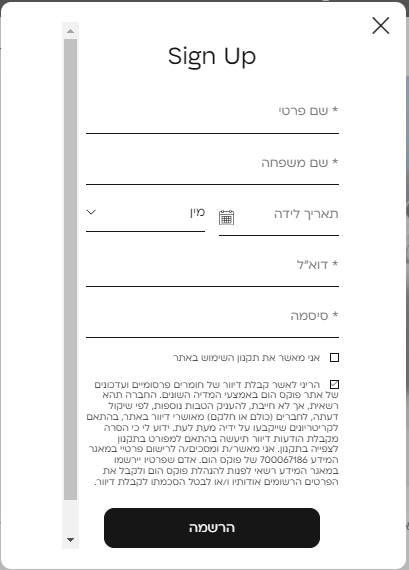 Sign Up
* שם פרטי
* שם משפחה
תאריך לידה
מין
* דוא"ל
* סיסמה
אני מאשר את תקנון השימוש באתר
הריני לאשר קבלת דיוור של חומרים פרסומיים ועדכונים
של אתר פוקס הום באמצעי המדיה השונים. החברה תהא
רשאית, אך לא חייבת, להעניק הטבות נוספות, לפי שיקול
דעתה, לחברים (כולם או חלקם) מאושרי דיוור באתר, בהתאם
לקריטריונים שייקבעו על ידיה מעת לעת. ידוע לי כי הסרה
מקבלת הודעות דיוור תיעשה בהתאם למפורט בתקנון
לצפייה בתקנון. אני מאשר/ת ומסכים/ה לרישום פרטיי במאגר
המידע 700067186 של פוקס הום. אדם שפרטיו יירשמו
במאגר המידע רשאי לפנות להנהלת פוקס הום ולקבל את
הפרטים הרשומים אודותיו ו/או לבטל הסכמתו לקבלת דיוור.
הרשמה